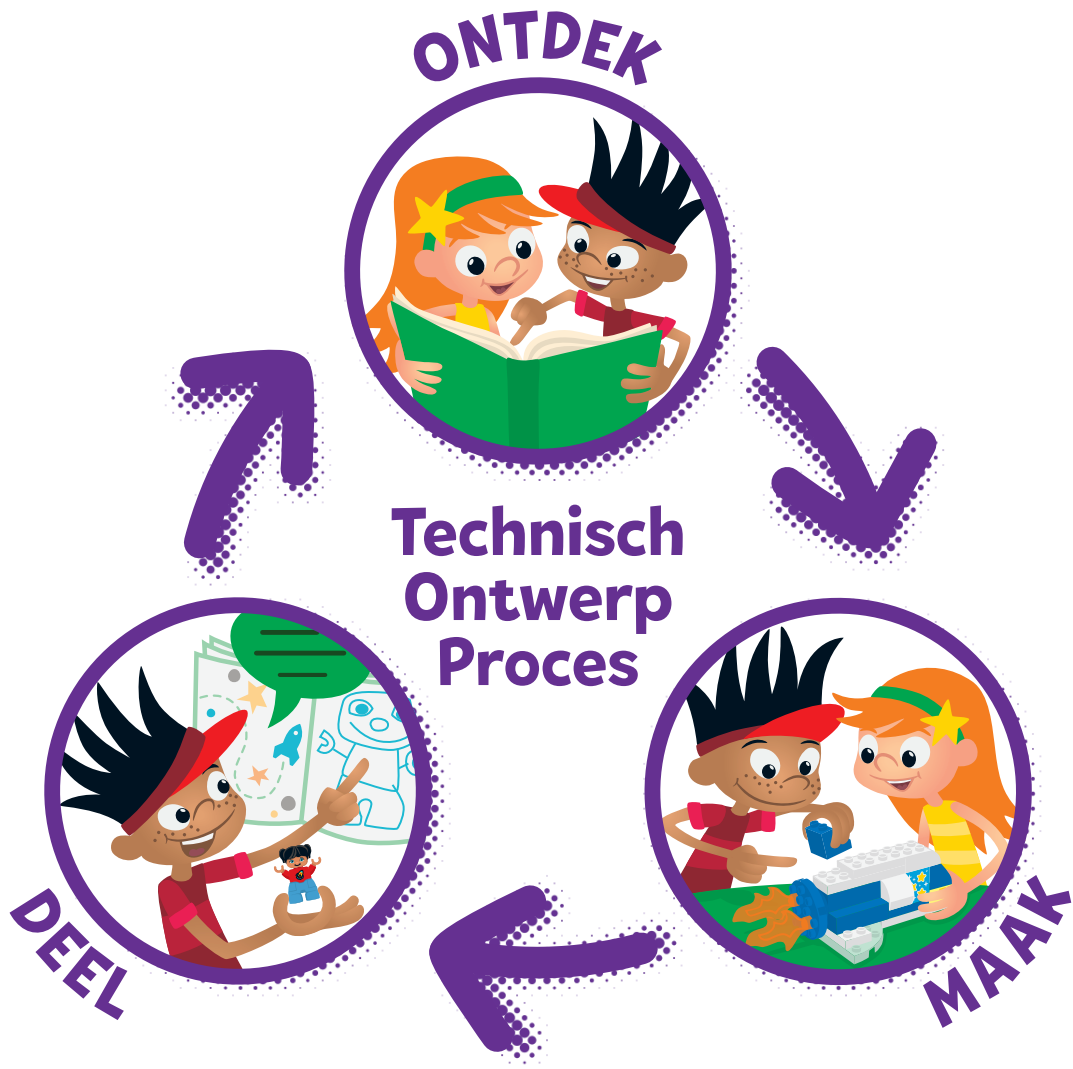 ONTDEK
Technisch
Ontwerp
Proces
DEEL
MAAK